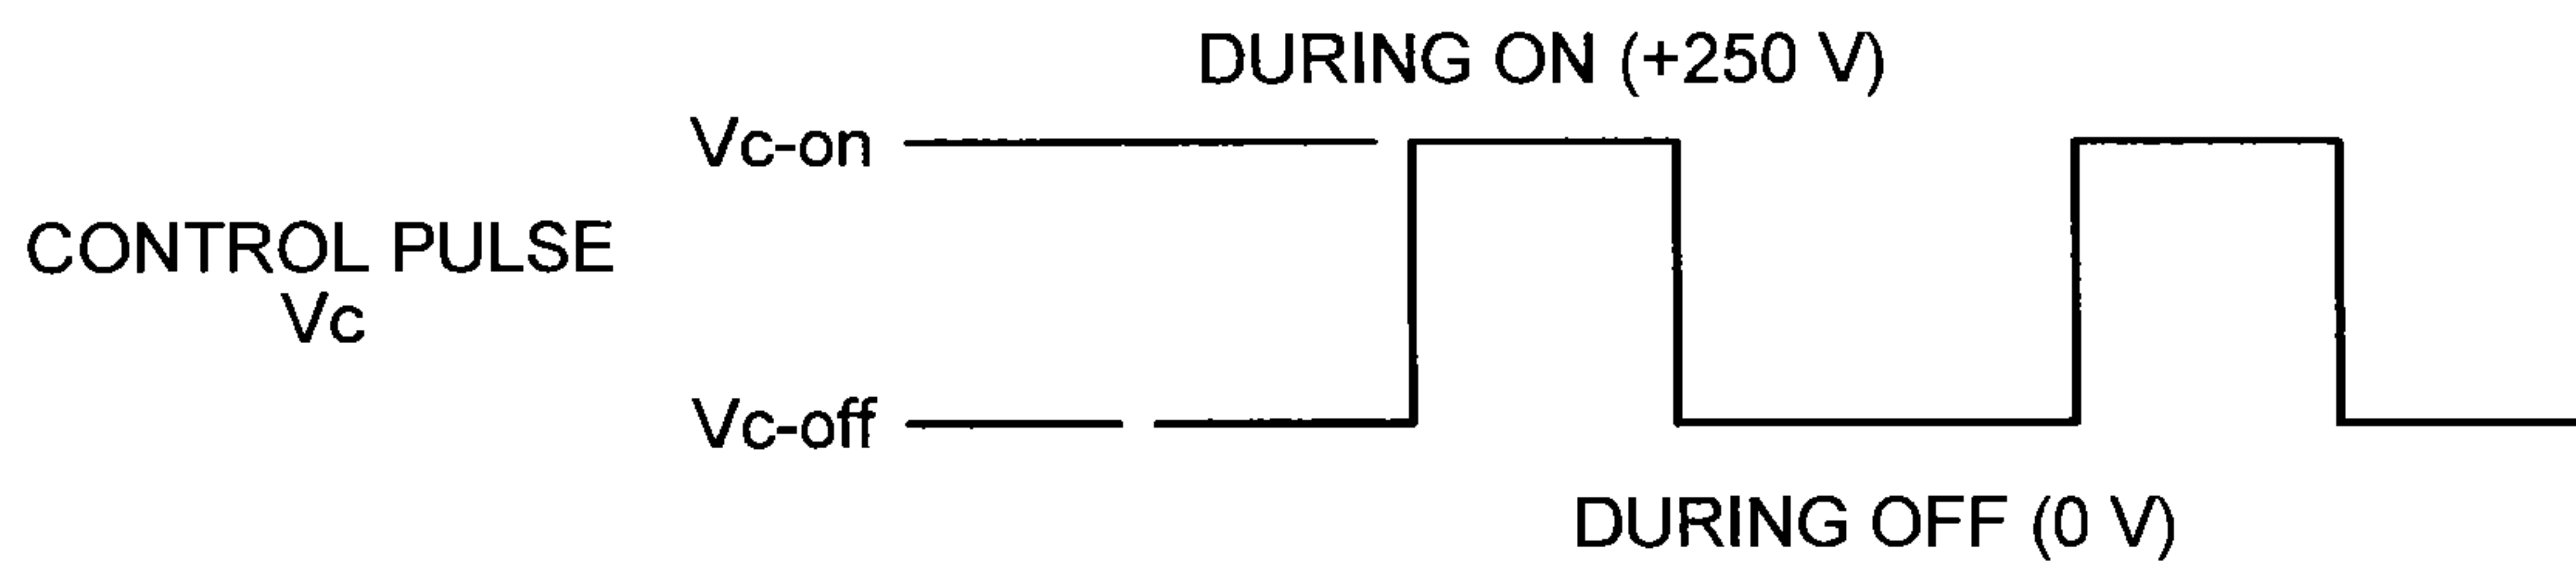 DURING ON (+250 V)
Vc-on
CONTROL PULSE
Vc
Vc-off
DURING OFF (0 V)